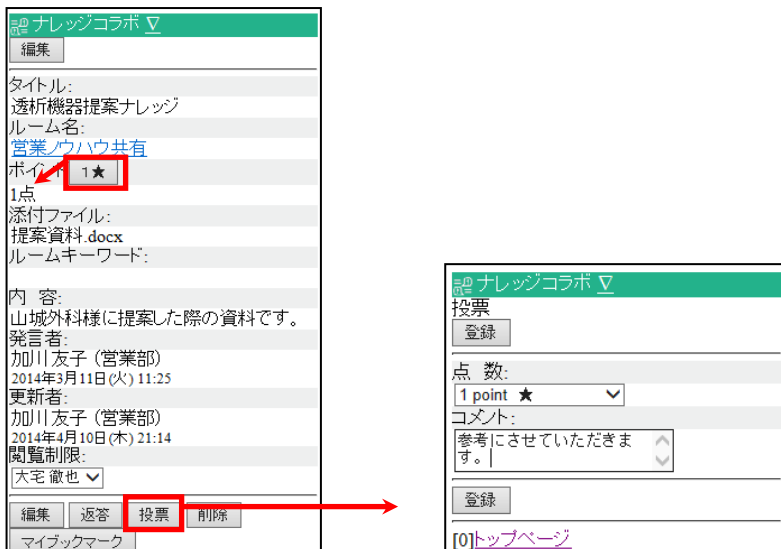 ナレッジコラボ ▽
編集
タイトル:
透析機器提案ナレッジ
ルーム名:
営業ノウハウ共有
ポイント 1★
1点
添付ファイル:
提案資料.docx
ルームキーワード:
内 容:
山城外科様に提案した際の資料です。
発言者:
加川 友子 (営業部)
2014年3月11日(火) 11:25
更新者:
加川 友子 (営業部)
2014年4月10日(木) 21:14
閲覧制限:
大宅 徹也
編集 返答 投票 削除
マイブックマーク
ナレッジコラボ ▽
投票
登録
点 数:
1 point ★
コメント:
参考にさせていただきま
す。
登録
[0]トップページ